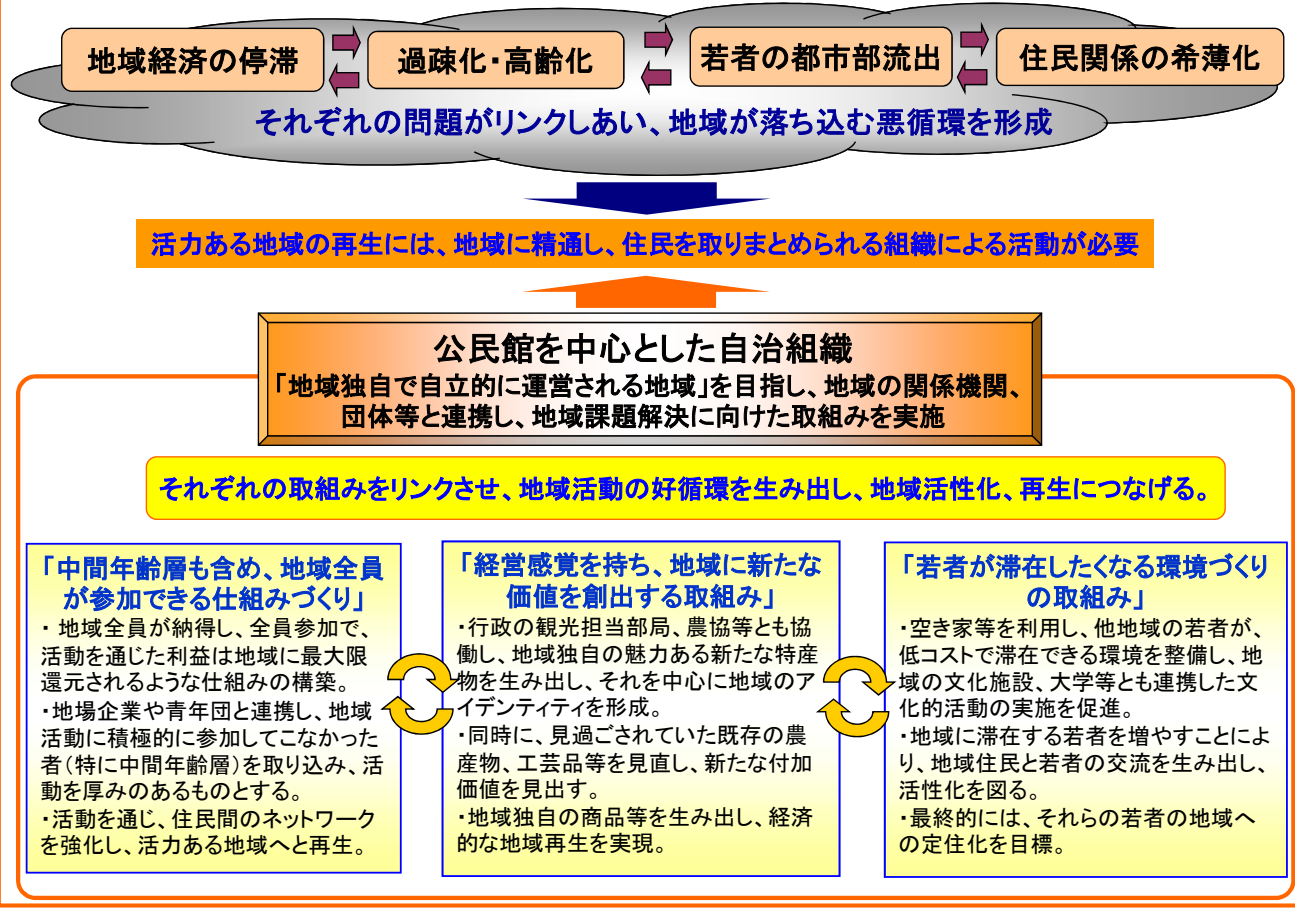 地域経済の停滞
過疎化・高齢化
若者の都市部流出
住民関係の希薄化
それぞれの問題がリンクしあい、地域が落ち込む悪循環を形成
活力ある地域の再生には、地域に精通し、住民を取りまとめられる組織による活動が必要
公民館を中心とした自治組織
「地域独自で自立的に運営される地域」を目指し、地域の関係機関、
団体等と連携し、地域課題解決に向けた取組みを実施
それぞれの取組みをリンクさせ、地域活動の好循環を生み出し、地域活性化、再生につなげる。
「中間年齢層も含め、地域全員
が参加できる仕組みづくり」
・ 地域全員が納得し、全員参加で、
活動を通じた利益は地域に最大限
還元されるような仕組みの構築。
・地場企業や青年団と連携し、地域
活動に積極的に参加してこなかった
者（特に中間年齢層）を取り込み、活
動を厚みのあるものとする。
・活動を通じ、住民間のネットワーク
を強化し、活力ある地域へと再生。
「経営感覚を持ち、地域に新たな
価値を創出する取組み」
・行政の観光担当部局、農協等とも協
働し、地域独自の魅力ある新たな特産
物を生み出し、それを中心に地域のア
イデンティティを形成。
・同時に、見過ごされていた既存の農
産物、工芸品等を見直し、新たな付加
価値を見出す。
・地域独自の商品等を生み出し、経済
的な地域再生を実現。
「若者が滞在したくなる環境づくり
の取組み」
・空き家等を利用し、他地域の若者が、
低コストで滞在できる環境を整備し、地
域の文化施設、大学等とも連携した文
化的活動の実施を促進。
・地域に滞在する若者を増やすことによ
り、地域住民と若者の交流を生み出し、
活性化を図る。
・最終的には、それらの若者の地域へ
の定住化を目標。